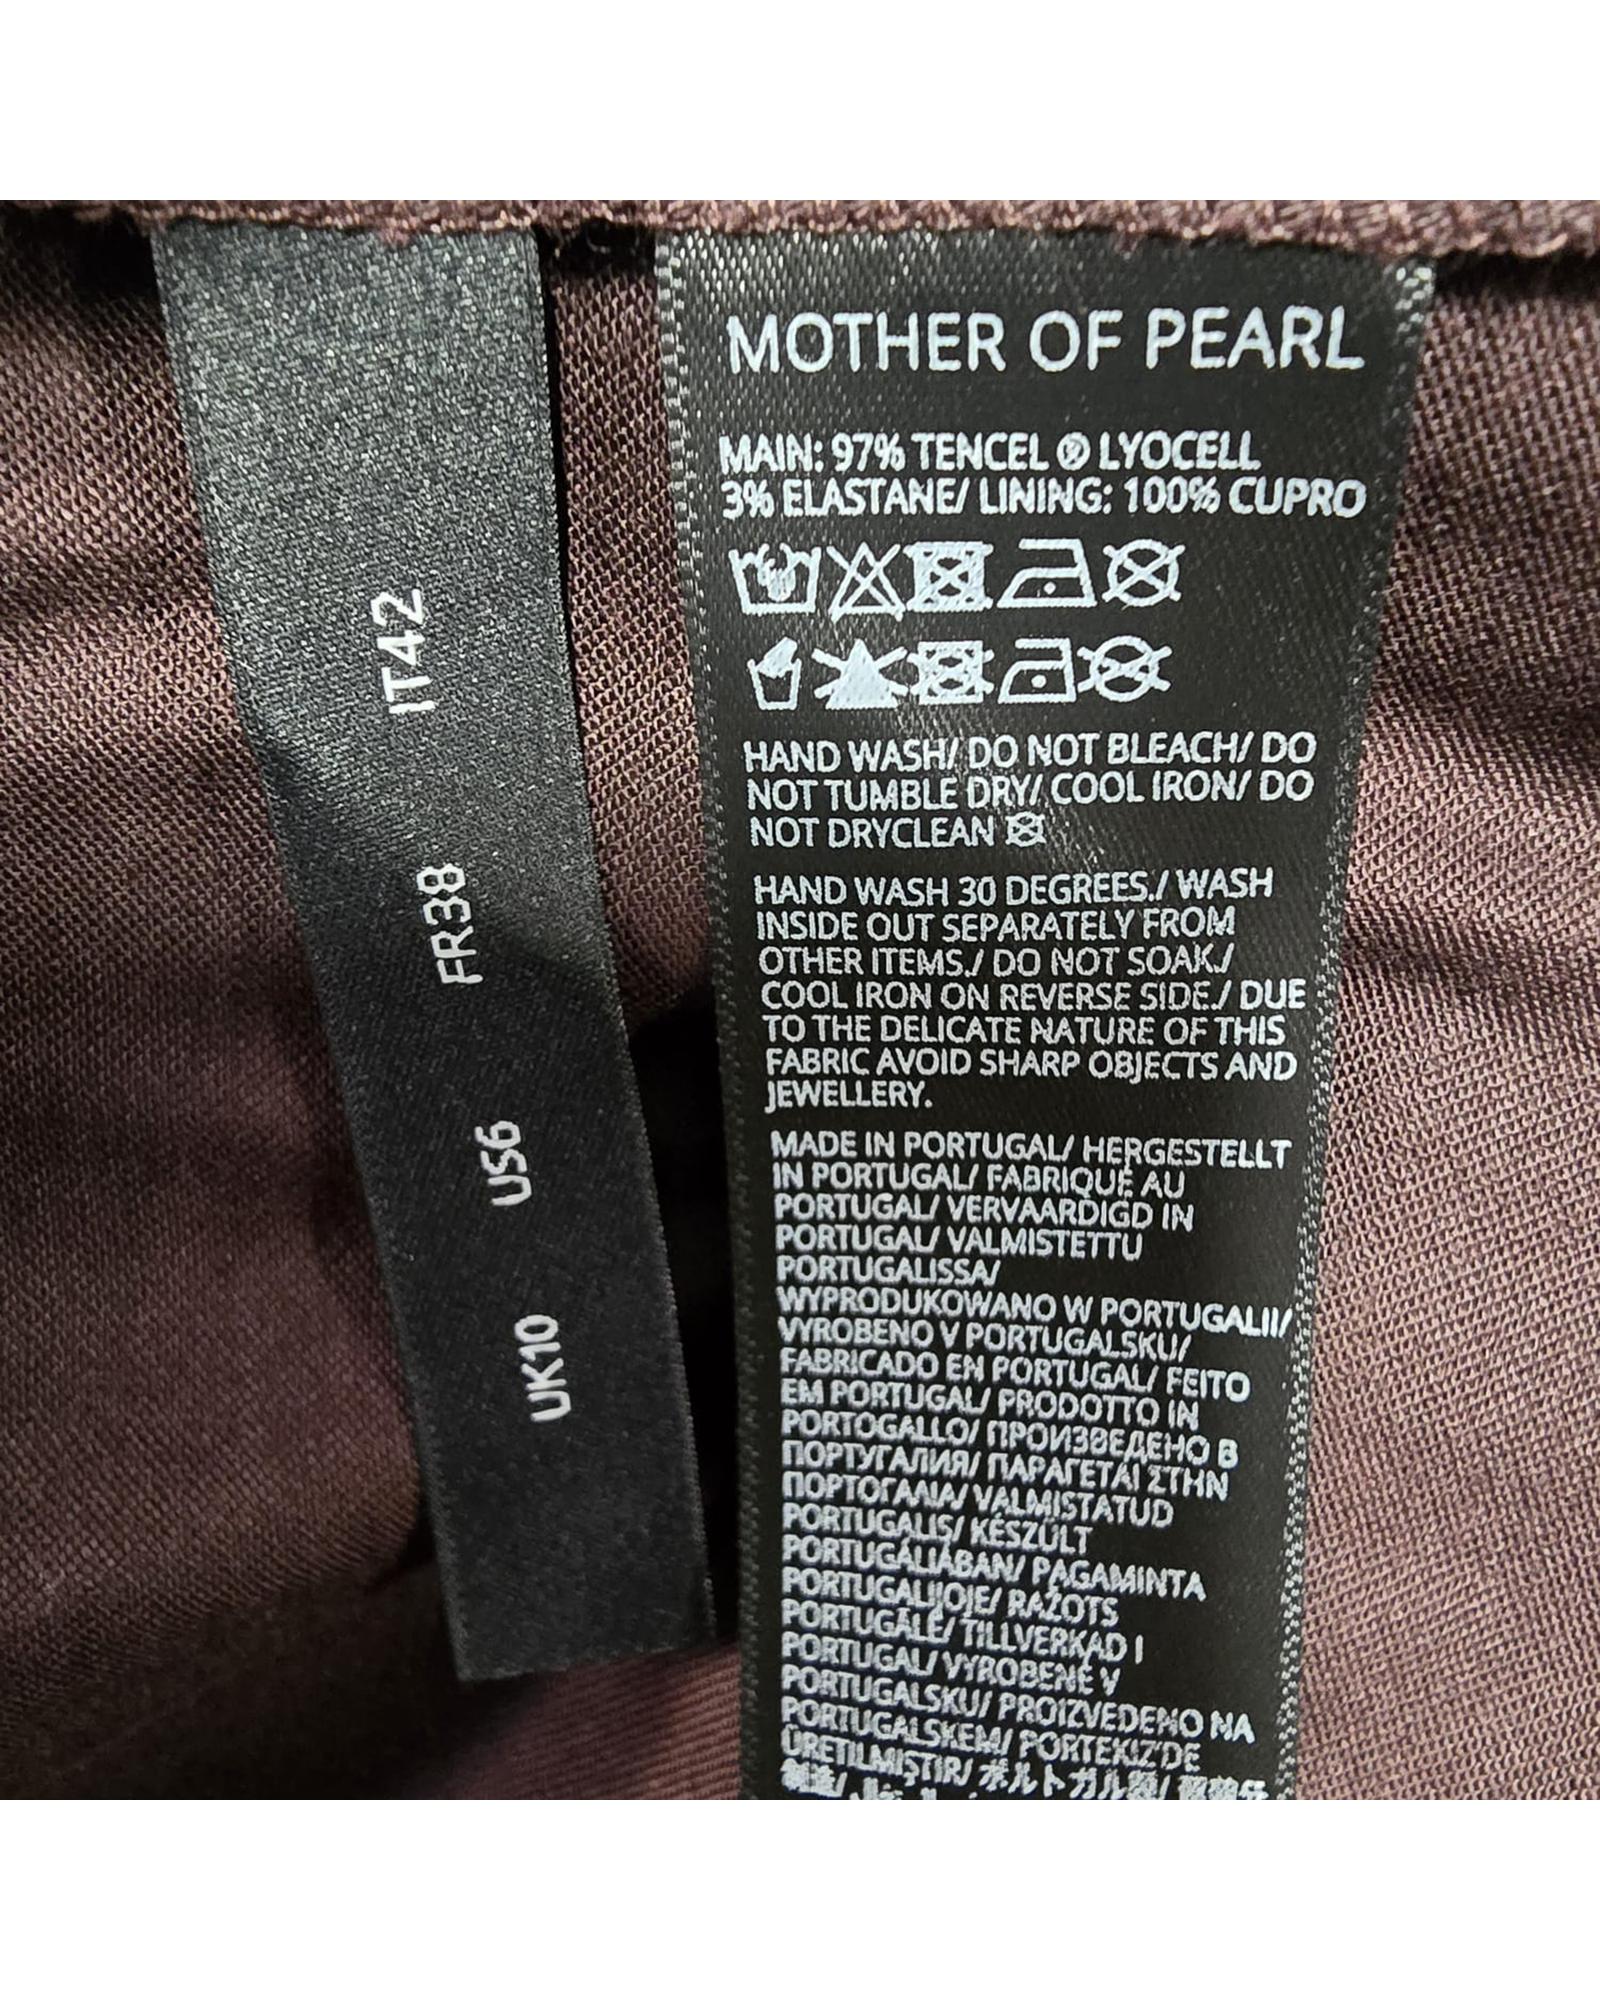 IT42
FR38
US6
UK10
MOTHER OF PEARL
MAIN: 97% TENCEL ® LYOCELL
3% ELASTANE/ LINING: 100% CUPRO
HAND WASH/ DO NOT BLEACH/ DO
NOT TUMBLE DRY/ COOL IRON/ DO
NOT DRYCLEAN
HAND WASH 30 DEGREES./ WASH
INSIDE OUT SEPARATELY FROM
OTHER ITEMS./ DO NOT SOAK./
COOL IRON ON REVERSE SIDE./ DUE
TO THE DELICATE NATURE OF THIS
FABRIC AVOID SHARP OBJECTS AND
JEWELLERY.
MADE IN PORTUGAL/ HERGESTELLT
IN PORTUGAL/ FABRIQUÉ AU
PORTUGAL/ VERVAARDIGD IN
PORTUGAL/ VALMISTETTU
PORTUGALISSA/
WYPRODUKOWANO W PORTUGALII/
VYROBENO V PORTUGALSKU/
FABRICADO EN PORTUGAL/ FEITO
EM PORTUGAL/ PRODOTTO IN
PORTOGALLO/ ПРОИЗВЕДЕНО В
ПОРТУГАЛИЯ/ ΠΑΡΑΓΕΤΑΙ ΣΤΗΝ
ΠΟΡΤΟΓΑΛΙΑ/ VALMISTATUD
PORTUGALIS/ KÉSZÜLT
PORTUGÁLIÁBAN/ PAGAMINTA
PORTUGALIJOJE/ RAŽOTS
PORTUGĀLĒ/ TILLVERKAD I
PORTUGAL/ VYROBENÉ V
PORTUGALSKU/ PROIZVEDENO NA
PORTUGALSKEM/ PORTEKIZ'DE
ÜRETILMIŞTIR/ ポルトガル製/